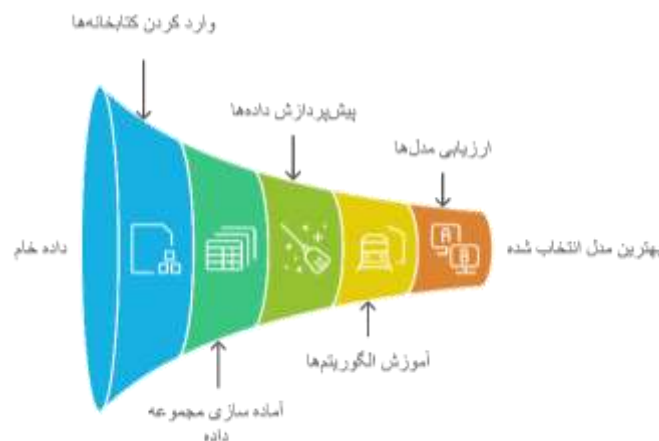 وارد کردن کتابخانه‌ها
پیش‌پردازش داده‌ها
ارزیابی مدل‌ها
داده خام
بهترین مدل انتخاب شده
آموزش الگوریتم‌ها
آماده سازی مجموعه
داده
A
B